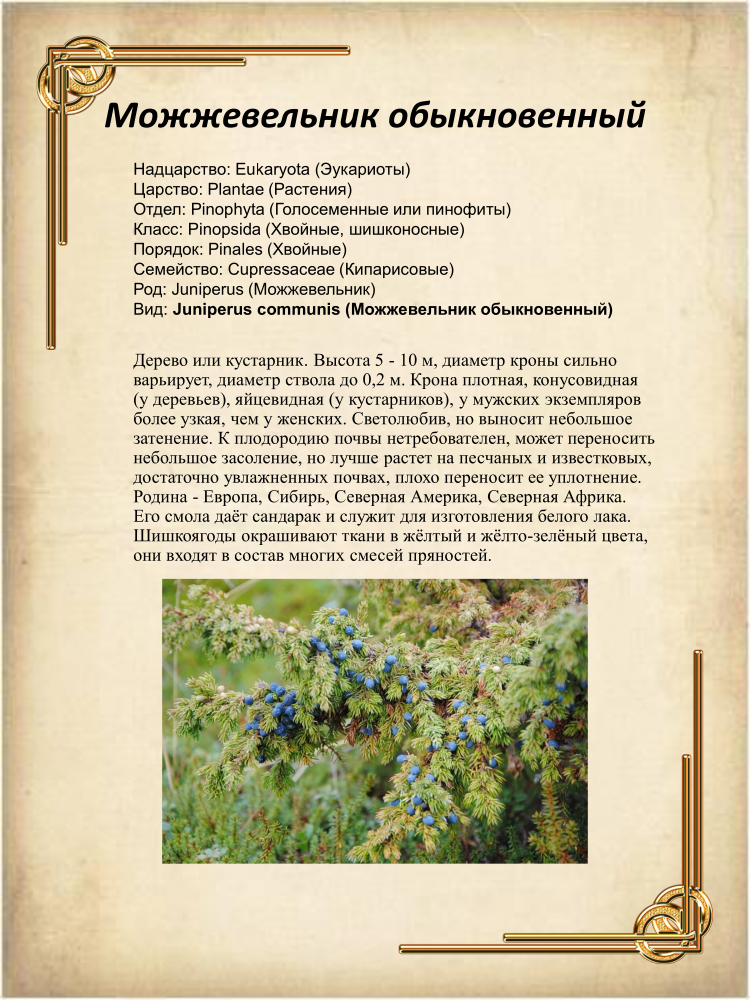 Можжевельник обыкновенный
Надцарство: Eukaryota (Эукариоты)
Царство: Plantae (Растения)
Отдел: Pinophyta (Голосеменные или пинофиты)
Класс: Pinopsida (Хвойные, шишконосные)
Порядок: Pinales (Хвойные)
Семейство: Cupressaceae (Кипарисовые)
Род: Juniperus (Можжевельник)
Вид: Juniperus communis (Можжевельник обыкновенный)
Дерево или кустарник. Высота 5 - 10 м, диаметр кроны сильно
варьирует, диаметр ствола до 0,2 м. Крона плотная, конусовидная
(у деревьев), яйцевидная (у кустарников), у мужских экземпляров
более узкая, чем у женских. Светолюбив, но выносит небольшое
затенение. К плодородию почвы нетребователен, может переносить
небольшое засоление, но лучше растет на песчаных и известковых,
достаточно увлажненных почвах, плохо переносит ее уплотнение.
Родина - Европа, Сибирь, Северная Америка, Северная Африка.
Его смола даёт сандарак и служит для изготовления белого лака.
Шишкоягоды окрашивают ткани в жёлтый и жёлто-зелёный цвета,
они входят в состав многих смесей пряностей.